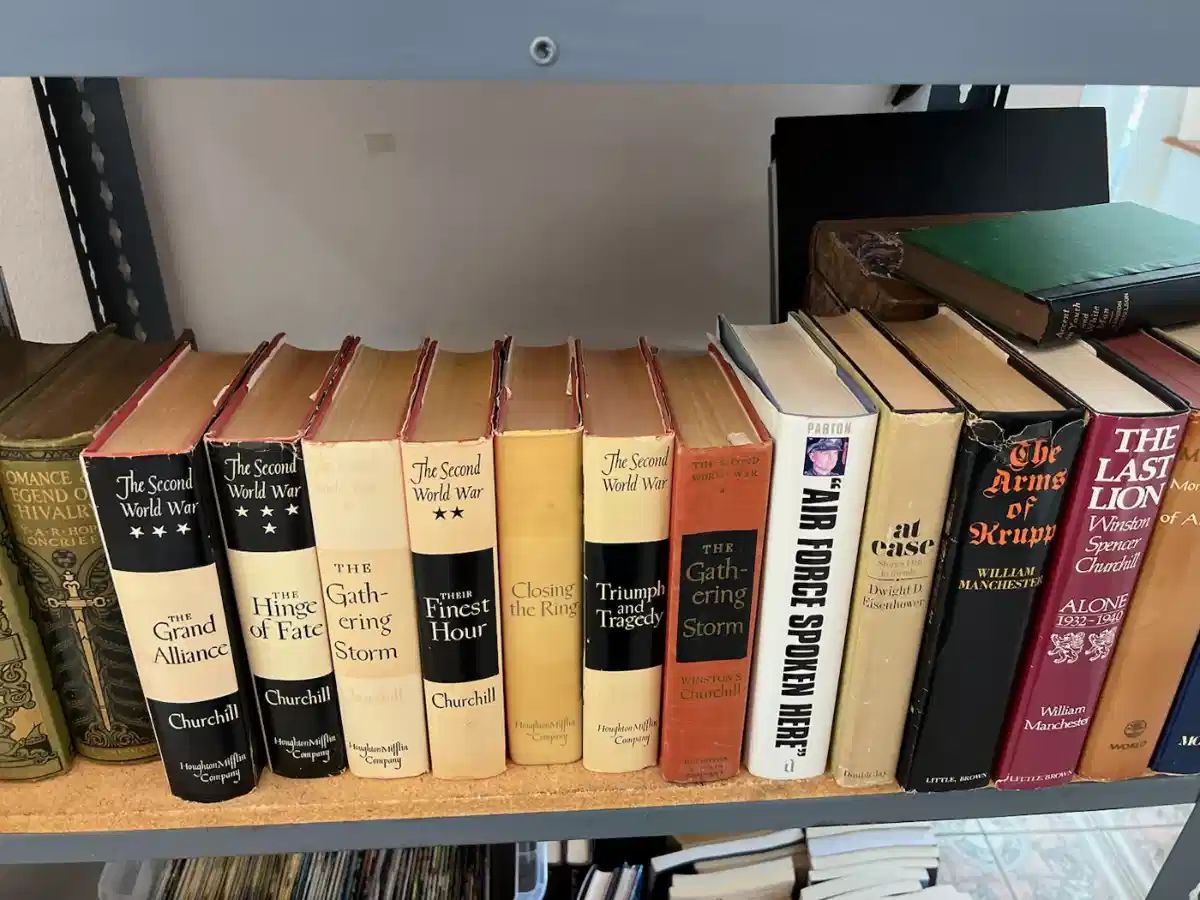 ROMANCE &
LEGEND OF
CHIVALRY
The Second
World War
★ ★ ★
THE
Grand
Alliance
Churchill
Houghton Mifflin
Company
The Second
World War
★ ★ ★
★
THE
Hinge
of Fate
Churchill
Houghton Mifflin
Company
THE
Gath-
ering
Storm
Houghton Mifflin
Company
The Second
World War
★★
THEIR
Finest
Hour
Churchill
Closing
the Ring
Houghton Mifflin
Company
The Second
World War
Triumph
and
Tragedy
Houghton Mifflin
Company
THE SECOND
WORLD WAR
THE
Gath-
ering
Storm
WINSTON S.
Churchill
PARTON
"AIR FORCE SPOKEN HERE"
at
ease
Dwight D.
Eisenhower
Doubleday
The
Arms
of
Krupp
WILLIAM
MANCHESTER
LITTLE, BROWN
THE
LAST
LION
Winston
Spencer
Churchill
ALONE
1932-1940
William
Manchester
LITTLE, BROWN
of A
WORLD